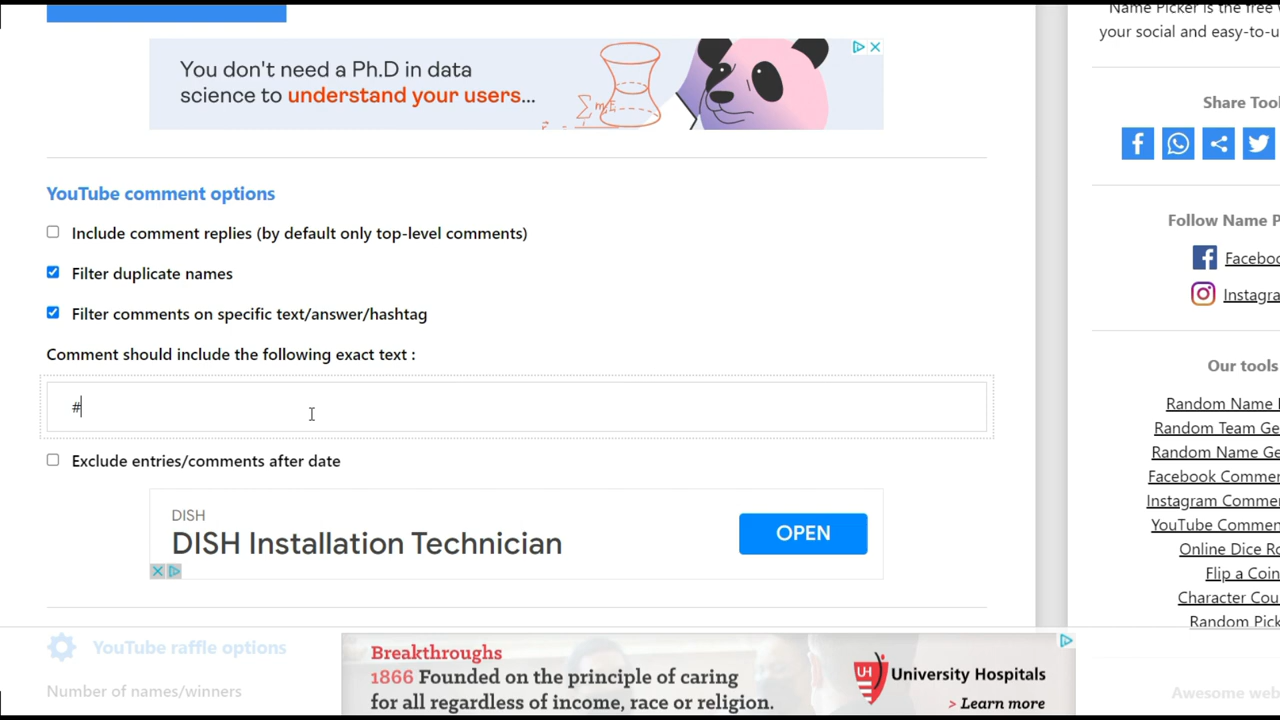 You don't need a Ph.D in data
science to understand your users...
YouTube comment options
Include comment replies (by default only top-level comments)
Filter duplicate names
Filter comments on specific text/answer/hashtag
Comment should include the following exact text :
#
Exclude entries/comments after date
DISH
DISH Installation Technician
OPEN
YouTube raffle options
Number of names/winners
Breakthroughs
1866 Founded on the principle of caring
for all regardless of income, race or religion.
UH
University Hospitals
> Learn more
Name Picker is the free
your social and easy-to-u
Share Tool
Follow Name P
Faceboo
Instagra
Our tools
Random Name
Random Team Ge
Random Name Ge
Facebook Commen
Instagram Commen
YouTube Commen
Online Dice Ro
Flip a Coin
Character Cou
Random Pick
Awesome web